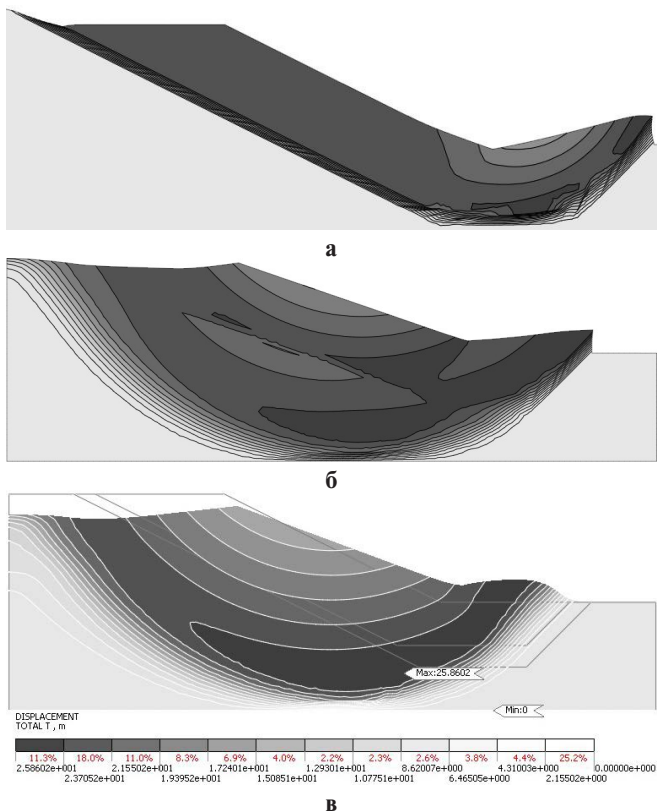 а
б
Max:25.8602
Min:0
DISPLACEMENT
TOTAL T , m
11.3% 18.0% 11.0% 8.3% 6.9% 4.0% 2.2% 2.3% 2.6% 3.8% 4.4% 25.2%
2.58602e+001 2.15502e+001 1.72401e+001 1.29301e+001 8.62007e+000 4.31003e+000 0.00000e+000
2.37052e+001 1.93952e+001 1.50851e+001 1.07751e+001 6.46505e+000 2.15502e+000
в